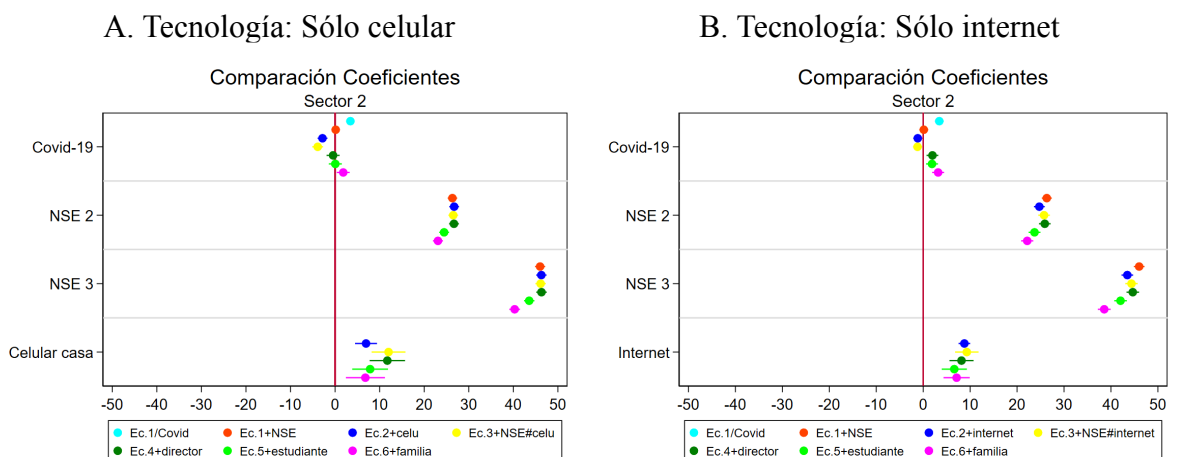 A. Tecnología: Sólo celular
Comparación Coeficientes
Sector 2
Covid-19
NSE 2
NSE 3
Celular casa
-50 -40 -30 -20 -10 0 10 20 30 40 50
Ec.1/Covid Ec.1+NSE Ec.2+celu Ec.3+NSE#celu
Ec.4+director Ec.5+estudiante Ec.6+familia
B. Tecnología: Sólo internet
Comparación Coeficientes
Sector 2
Covid-19
NSE 2
NSE 3
Internet
-50 -40 -30 -20 -10 0 10 20 30 40 50
Ec.1/Covid Ec.1+NSE Ec.2+internet Ec.3+NSE#internet
Ec.4+director Ec.5+estudiante Ec.6+familia